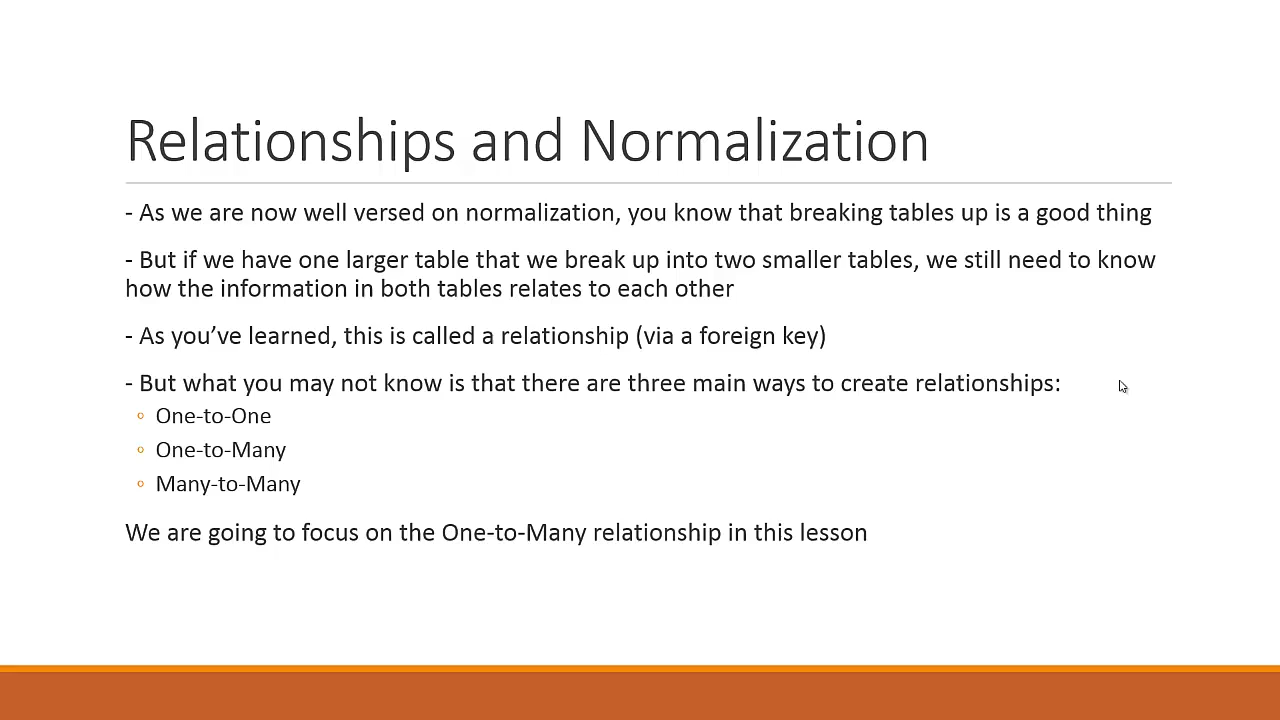 Relationships and Normalization
- As we are now well versed on normalization, you know that breaking tables up is a good thing
- But if we have one larger table that we break up into two smaller tables, we still need to know
how the information in both tables relates to each other
- As you’ve learned, this is called a relationship (via a foreign key)
- But what you may not know is that there are three main ways to create relationships:
◦ One-to-One
◦ One-to-Many
◦ Many-to-Many
We are going to focus on the One-to-Many relationship in this lesson